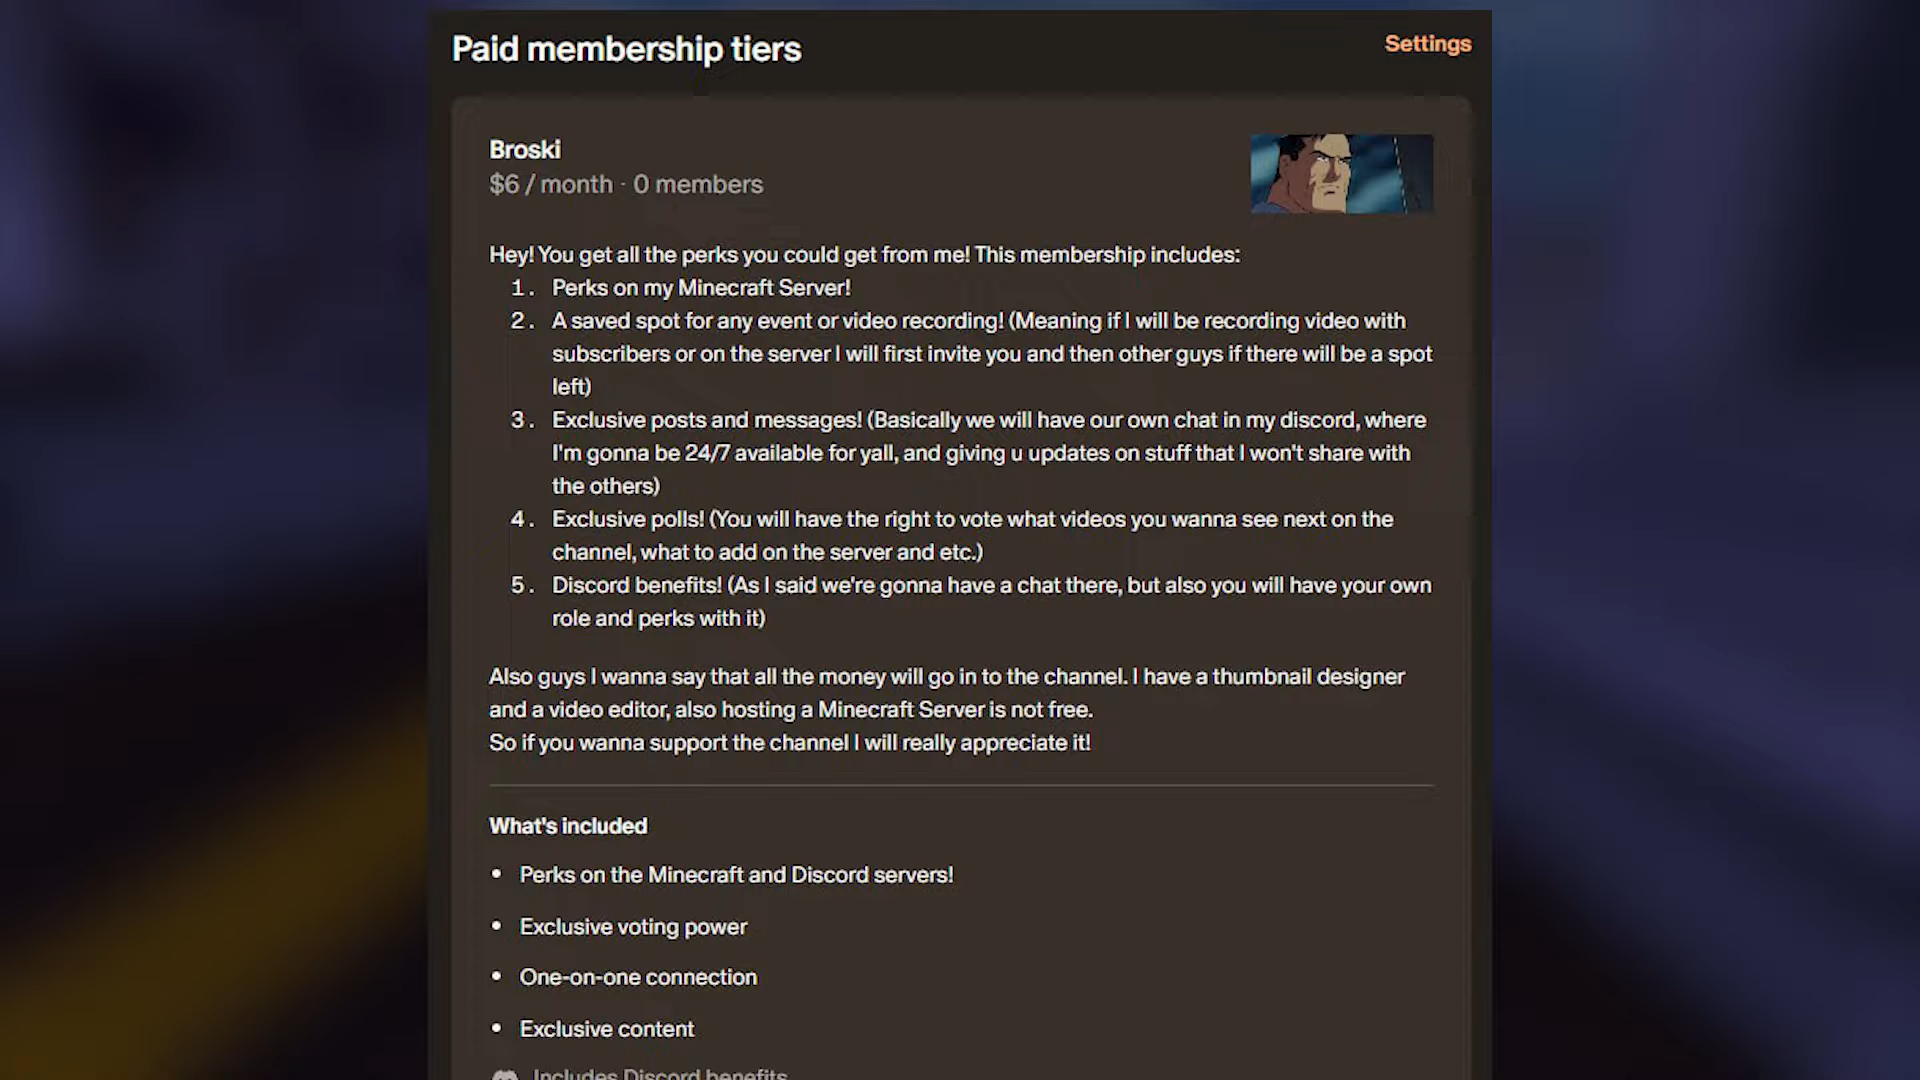 Paid membership tiers
Settings
Broski
$6 / month · 0 members
Hey! You get all the perks you could get from me! This membership includes:
1. Perks on my Minecraft Server!
2. A saved spot for any event or video recording! (Meaning if I will be recording video with
subscribers or on the server I will first invite you and then other guys if there will be a spot
left)
3. Exclusive posts and messages! (Basically we will have our own chat in my discord, where
I'm gonna be 24/7 available for yall, and giving u updates on stuff that I won't share with
the others)
4. Exclusive polls! (You will have the right to vote what videos you wanna see next on the
channel, what to add on the server and etc.)
5. Discord benefits! (As I said we're gonna have a chat there, but also you will have your own
role and perks with it)
Also guys I wanna say that all the money will go in to the channel. I have a thumbnail designer
and a video editor, also hosting a Minecraft Server is not free.
So if you wanna support the channel I will really appreciate it!
What's included
• Perks on the Minecraft and Discord servers!
• Exclusive voting power
• One-on-one connection
• Exclusive content
Includes Discord benefits